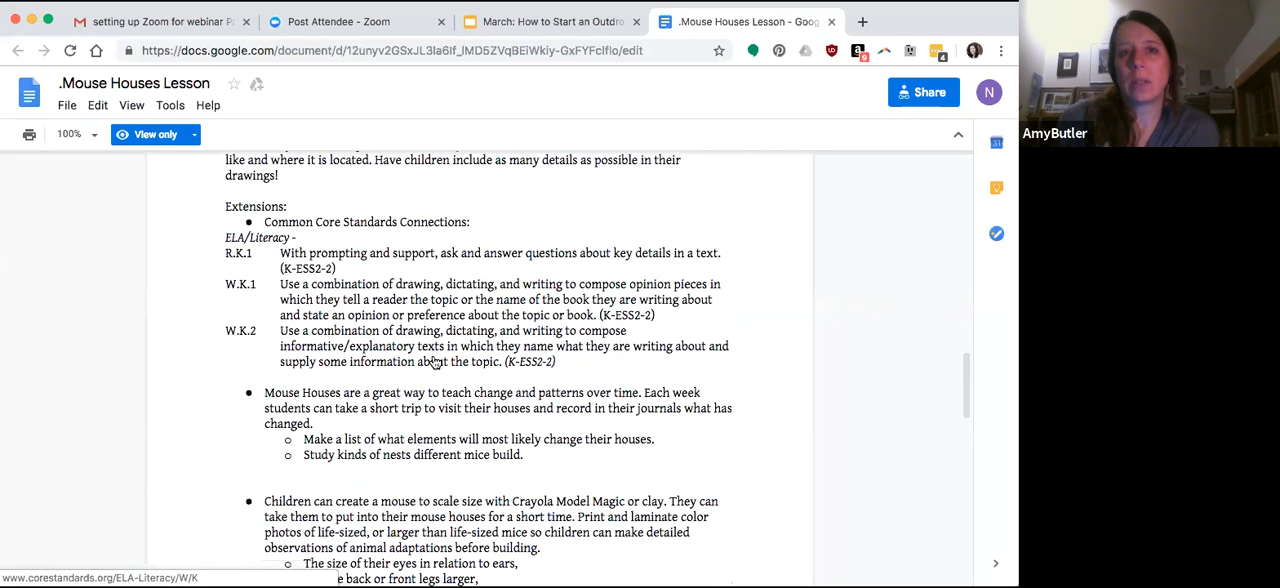 setting up Zoom for webinar P
Post Attendee - Zoom
March: How to Start an Outdro
.Mouse Houses Lesson - Goog
https://docs.google.com/document/d/12unyv2GSxJL3la6lf_lMD5ZVqBEiWkiy-GxFYFclflo/edit
9
4
.Mouse Houses Lesson
File Edit View Tools Help
Share
N
100%
View only
AmyButler
like and where it is located. Have children include as many details as possible in their
drawings!
Extensions:
Common Core Standards Connections:
ELA/Literacy -
R.K.1 With prompting and support, ask and answer questions about key details in a text.
(K-ESS2-2)
W.K.1 Use a combination of drawing, dictating, and writing to compose opinion pieces in
which they tell a reader the topic or the name of the book they are writing about
and state an opinion or preference about the topic or book. (K-ESS2-2)
W.K.2 Use a combination of drawing, dictating, and writing to compose
informative/explanatory texts in which they name what they are writing about and
supply some information about the topic. (K-ESS2-2)
Mouse Houses are a great way to teach change and patterns over time. Each week
students can take a short trip to visit their houses and record in their journals what has
changed.
Make a list of what elements will most likely change their houses.
Study kinds of nests different mice build.
Children can create a mouse to scale size with Crayola Model Magic or clay. They can
take them to put into their mouse houses for a short time. Print and laminate color
photos of life-sized, or larger than life-sized mice so children can make detailed
observations of animal adaptations before building.
The size of their eyes in relation to ears,
e back or front legs larger,
www.corestandards.org/ELA-Literacy/W/K